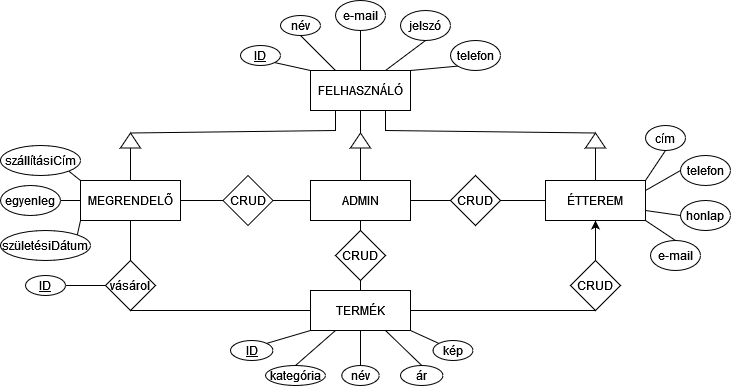 e-mail
név
jelszó
ID
telefon
FELHASZNÁLÓ
cím
szállításiCím
telefon
egyenleg
MEGRENDELŐ
CRUD
ADMIN
CRUD
ÉTTEREM
honlap
születésiDátum
CRUD
e-mail
ID
vásárol
CRUD
TERMÉK
ID
kép
kategória
név
ár